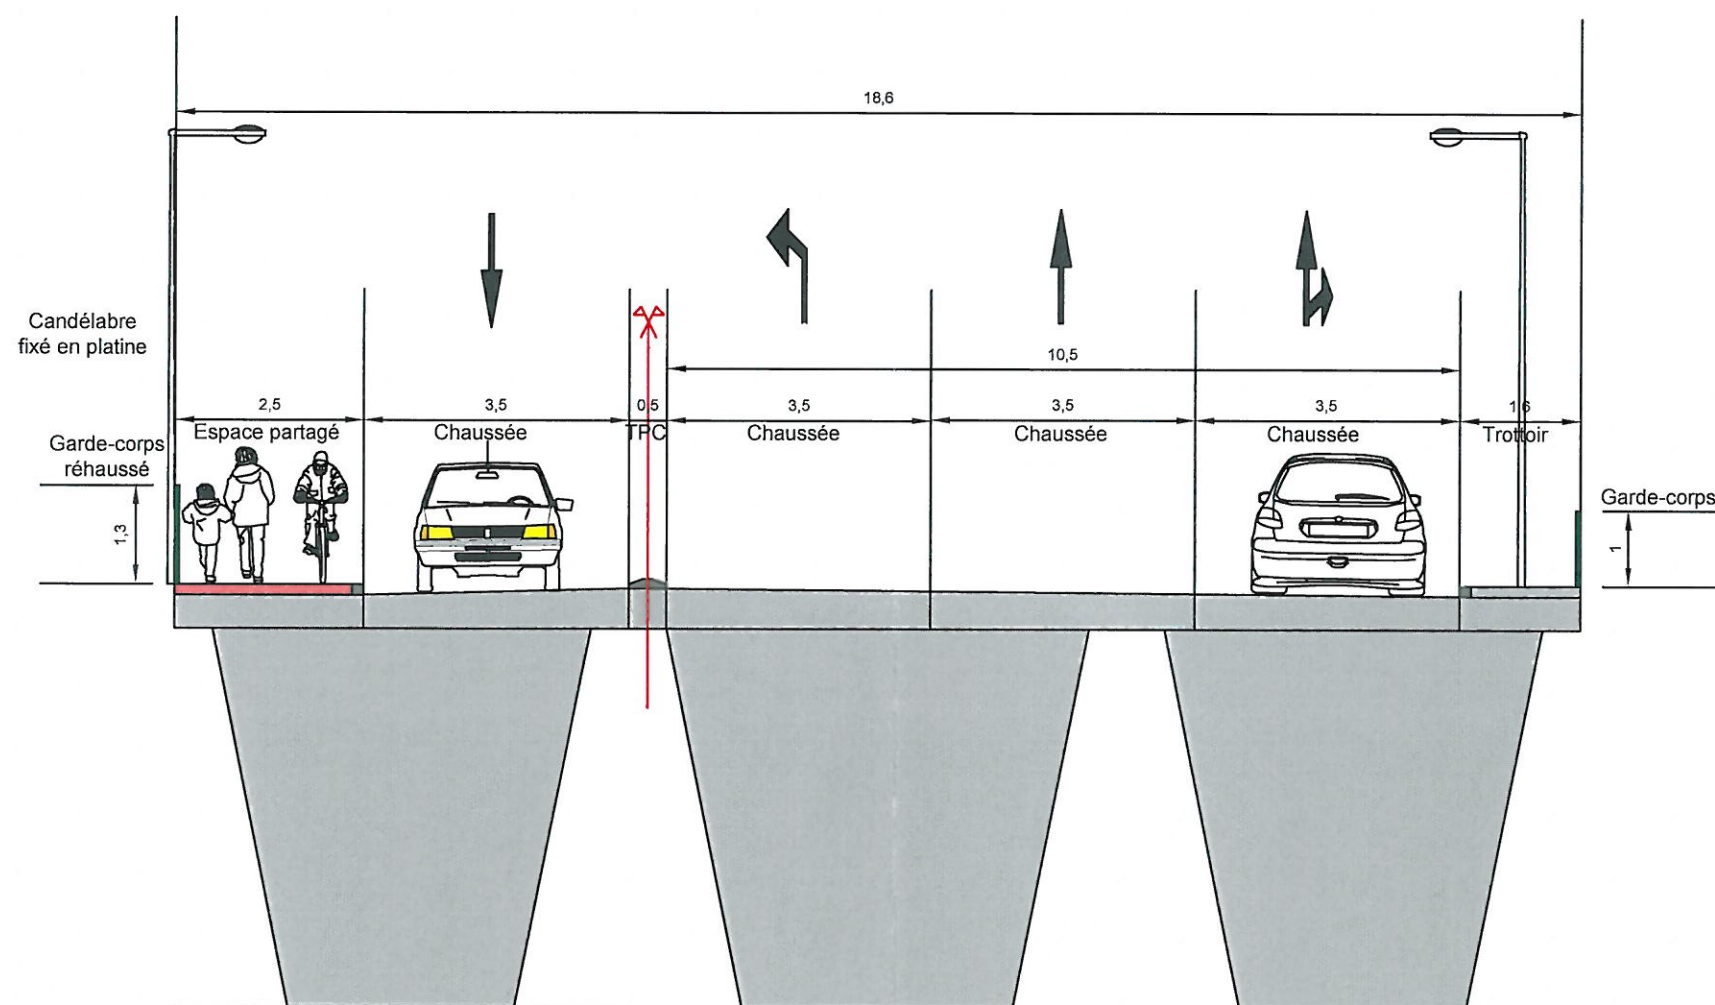 18,6
Candélabre
fixé en platine
10,5
2,5
3,5
0,5
3,5
3,5
3,5
1,6
Espace partagé
Chaussée
TPC
Chaussée
Chaussée
Chaussée
Trottoir
Garde-corps
réhaussé
1,3
Garde-corps
1